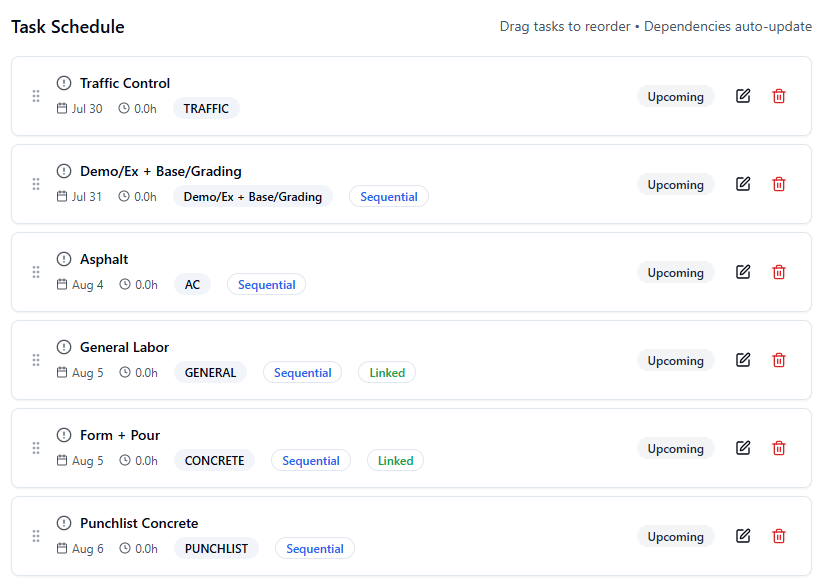 Task Schedule
Drag tasks to reorder • Dependencies auto-update
Traffic Control
Jul 30 0.0h TRAFFIC
Upcoming
Demo/Ex + Base/Grading
Jul 31 0.0h Demo/Ex + Base/Grading Sequential
Upcoming
Asphalt
Aug 4 0.0h AC Sequential
Upcoming
General Labor
Aug 5 0.0h GENERAL Sequential Linked
Upcoming
Form + Pour
Aug 5 0.0h CONCRETE Sequential Linked
Upcoming
Punchlist Concrete
Aug 6 0.0h PUNCHLIST Sequential
Upcoming